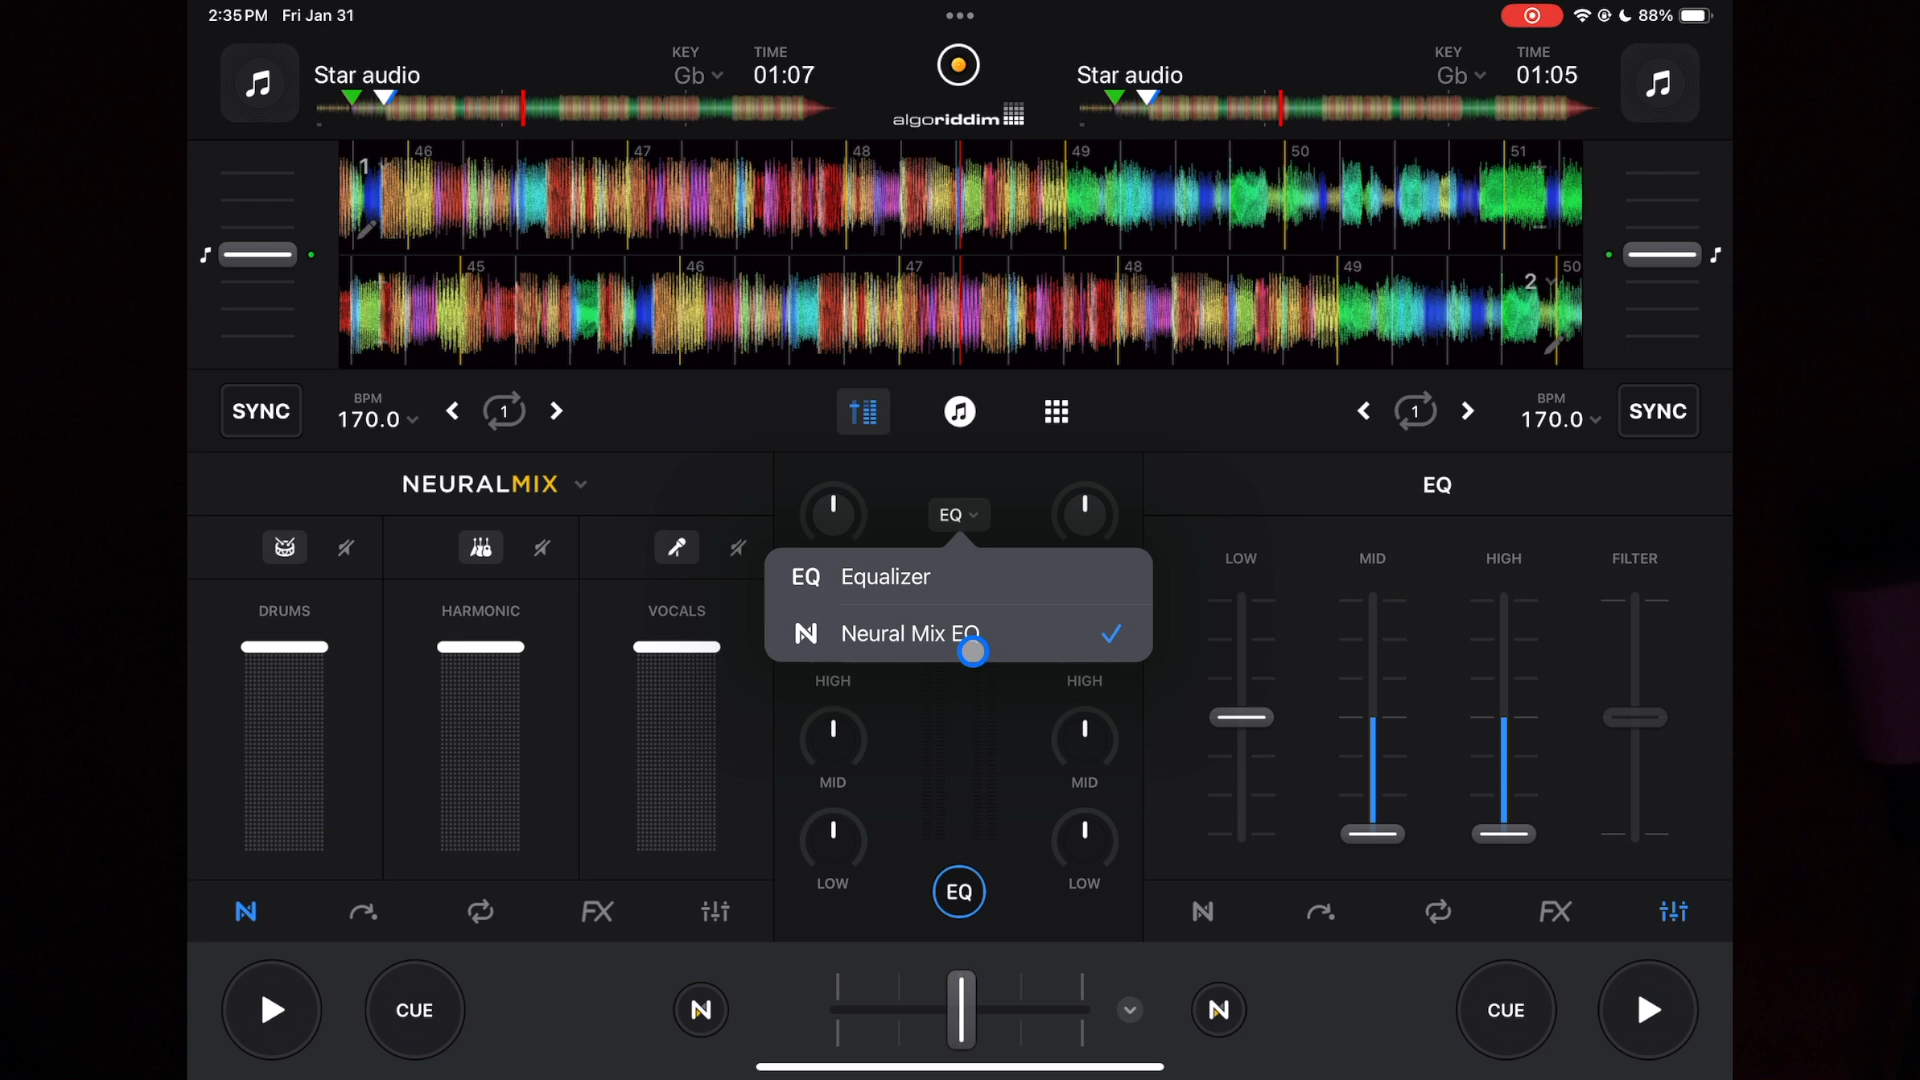 2:35 PM Fri Jan 31
88%
Star audio
KEY
Gb
TIME
01:07
algoriddim
Star audio
KEY
Gb
TIME
01:05
1
46
47
48
49
50
51
45
46
47
48
49
50
2
SYNC
BPM
170.0
1
1
BPM
170.0
SYNC
NEURALMIX
EQ
EQ
EQ Equalizer
Neural Mix EQ
DRUMS
HARMONIC
VOCALS
LOW
MID
HIGH
FILTER
HIGH
HIGH
MID
MID
LOW
LOW
EQ
FX
FX
CUE
CUE